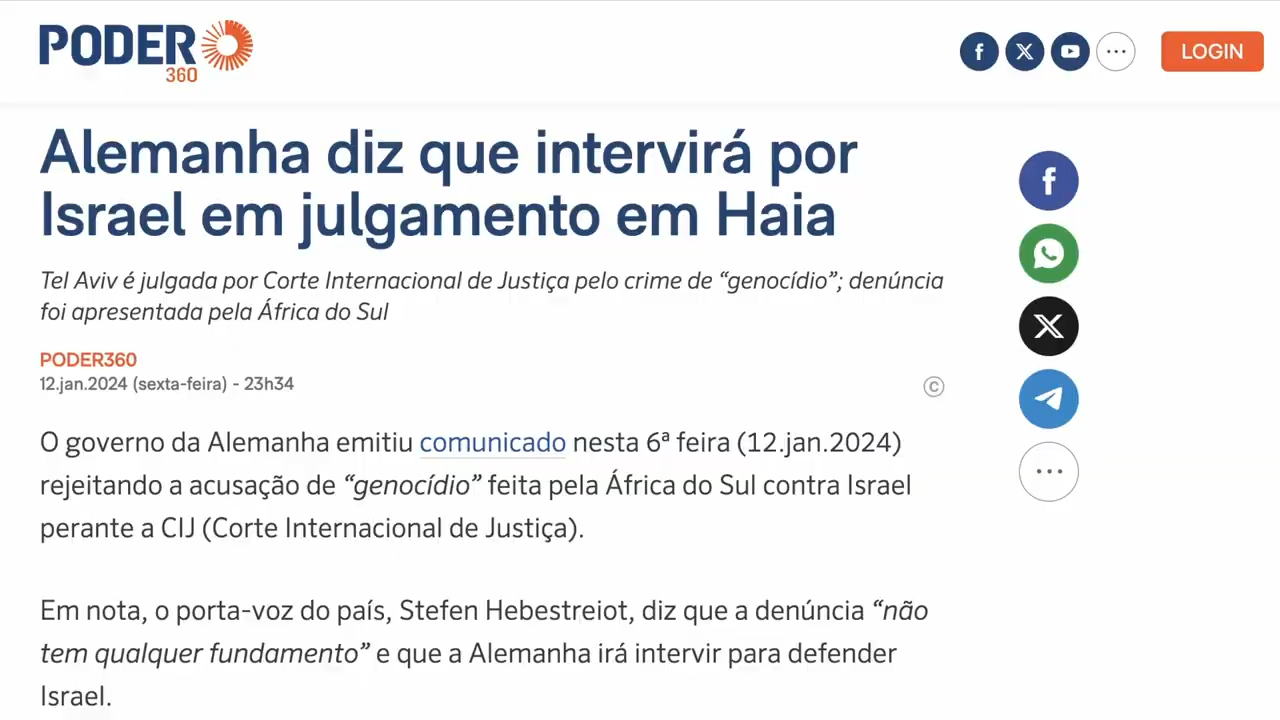 PODER
360
LOGIN
Alemanha diz que intervirá por
Israel em julgamento em Haia
Tel Aviv é julgada por Corte Internacional de Justiça pelo crime de “genocídio”; denúncia
foi apresentada pela África do Sul
PODER360
12.jan.2024 (sexta-feira) - 23h34
O governo da Alemanha emitiu comunicado nesta 6ª feira (12.jan.2024)
rejeitando a acusação de “genocídio” feita pela África do Sul contra Israel
perante a CIJ (Corte Internacional de Justiça).
Em nota, o porta-voz do país, Stefen Hebestreiot, diz que a denúncia “não
tem qualquer fundamento” e que a Alemanha irá intervir para defender
Israel.